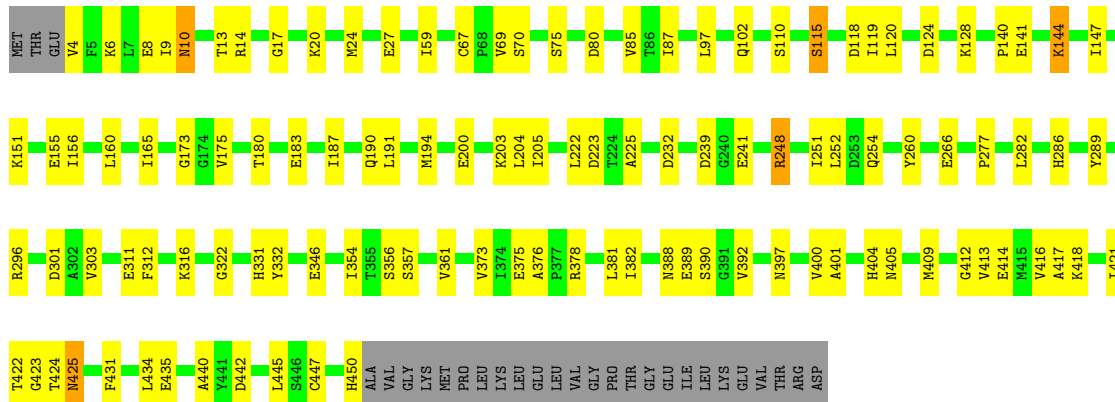 MET THR GLU V4 F5 K6 L7 E8 I9 N10 T13 R14 G17 K20 M24 E27 I59 C67 P68 V69 S70 S75 D80 V85 T86 I87 L97 Q102 S110 S115 D118 I119 L120 D124 K128 P140 E141 K144 I147
K151 E155 I156 L160 I165 G173 G174 V175 T180 E183 I187 Q190 L191 M194 E200 K203 L204 I205 L222 D223 T224 A225 D232 D239 G240 E241 R248 I251 L252 D253 Q254 Y260 E266 P277 L282 H286 Y289
R296 D301 A302 V303 E311 F312 K316 G322 H331 Y332 E346 I354 T355 S356 S357 V361 V373 I374 E375 A376 P377 R378 L381 I382 N388 E389 S390 G391 V392 N397 V400 A401 H404 N405 M409 G412 V413 E414 M415 V416 A417 K418
T422 G423 T424 N425 F431 L434 E435 A440 Y441 D442 L445 S446 C447 H450 ALA VAL GLY LYS MET PRO LEU LYS LEU GLU LEU VAL GLY PRO THR GLY GLU ILE LEU LYS GLU VAL THR ARG ASP